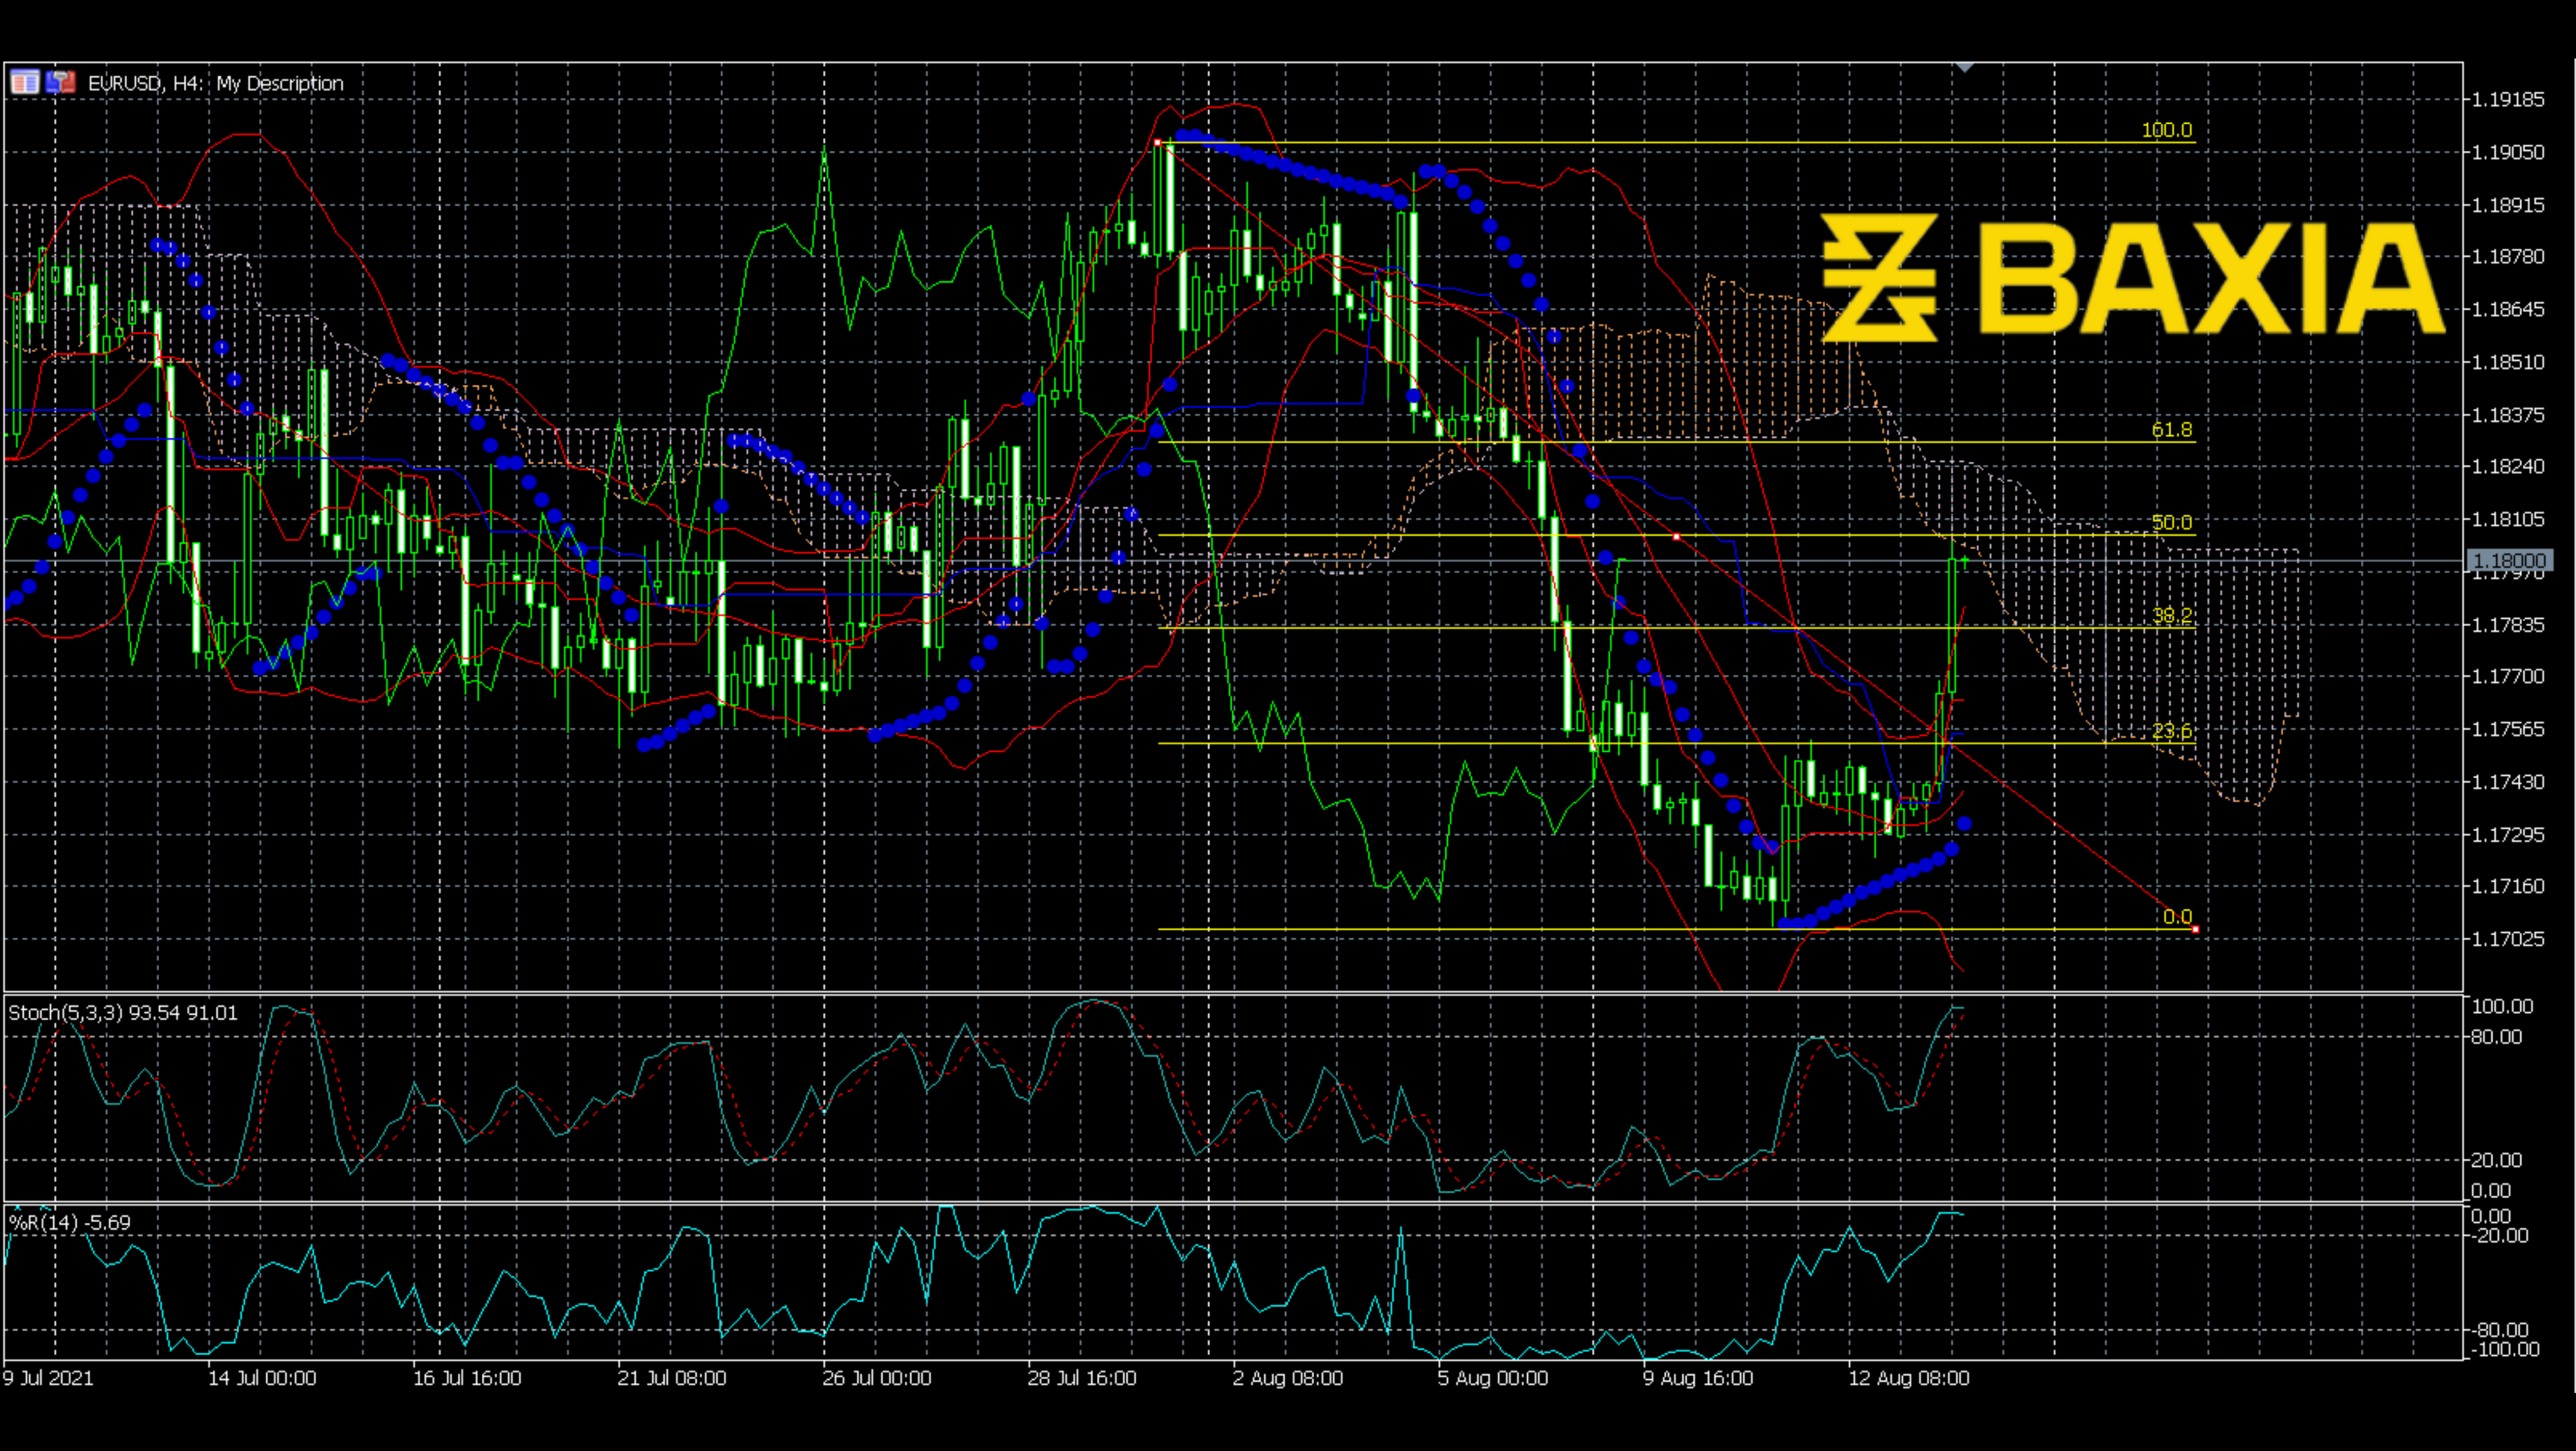 EURUSD, H4: My Description
BAXIA
100.0
61.8
50.0
38.2
23.6
0.0
1.19185
1.19050
1.18915
1.18780
1.18645
1.18510
1.18375
1.18240
1.18105
1.18000
1.17970
1.17835
1.17700
1.17565
1.17430
1.17295
1.17160
1.17025
Stoch(5,3,3) 93.54 91.01
100.00
80.00
20.00
0.00
%R(14) -5.69
0.00
-20.00
-80.00
-100.00
9 Jul 2021
14 Jul 00:00
16 Jul 16:00
21 Jul 08:00
26 Jul 00:00
28 Jul 16:00
2 Aug 08:00
5 Aug 00:00
9 Aug 16:00
12 Aug 08:00